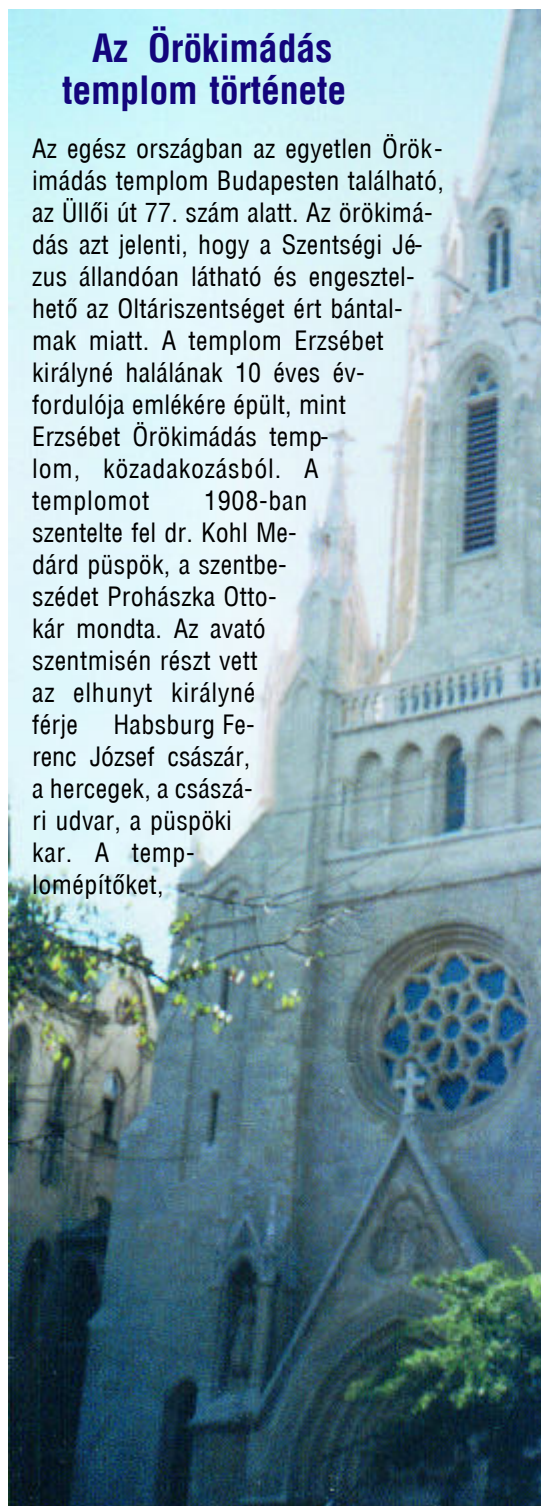 Az Örökimádás
templom története
Az egész országban az egyetlen Örök-
imádás templom Budapesten található,
az Üllői út 77. szám alatt. Az örökimá-
dás azt jelenti, hogy a Szentségi Jé-
zus állandóan látható és engesztel-
hető az Oltáriszentséget ért bántal-
mak miatt. A templom Erzsébet
királyné halálának 10 éves év-
fordulója emlékére épült, mint
Erzsébet Örökimádás temp-
lom, közadakozásból. A
templomot 1908-ban
szentelte fel dr. Kohl Me-
dárd püspök, a szentbe-
szédet Prohászka Otto-
kár mondta. Az avató
szentmisén részt vett
az elhunyt királyné
férje Habsburg Fe-
renc József császár,
a hercegek, a császá-
ri udvar, a püspöki
kar. A temp-
lomépítőket,